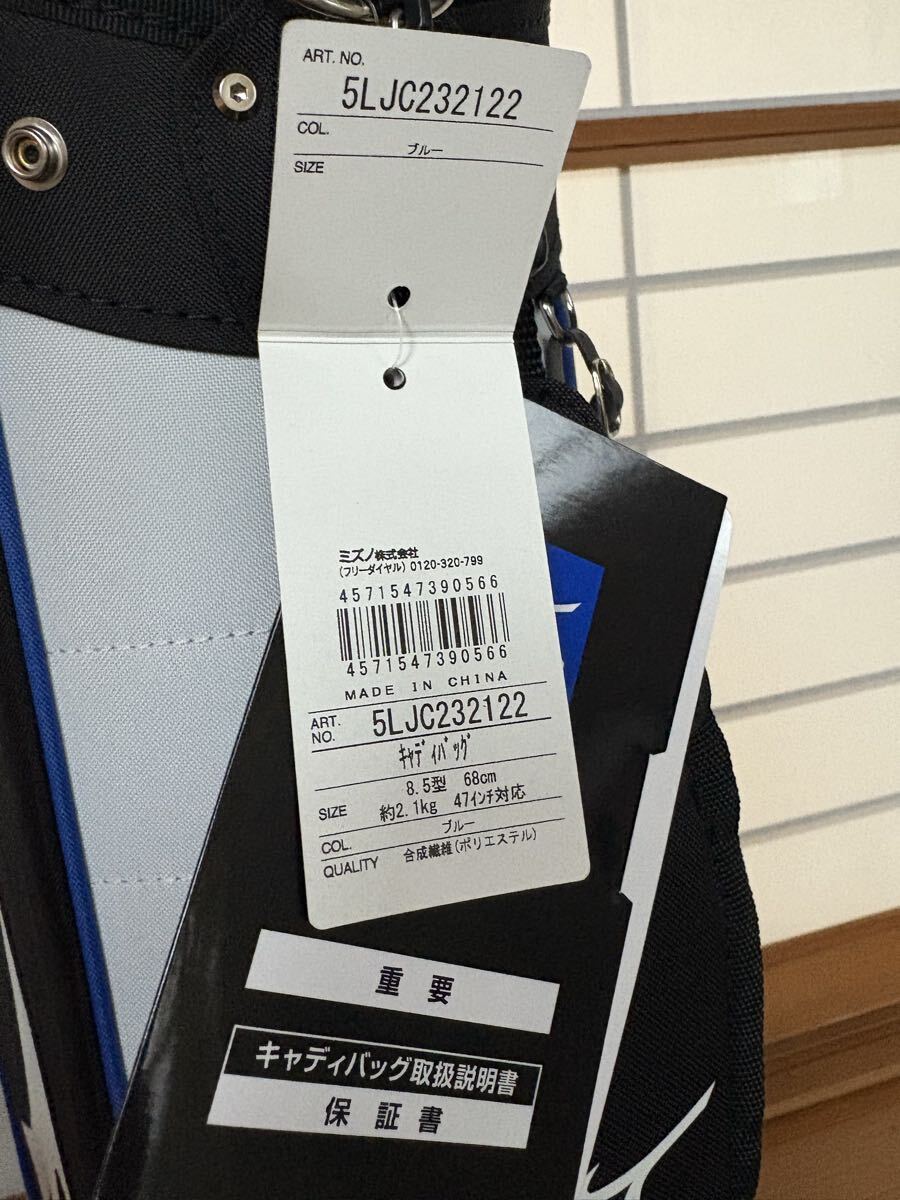 ART. NO.
5LJC232122
COL.
ブルー
SIZE
ミズノ株式会社
(フリーダイヤル) 0120-320-799
4571547390566
4571547390566
MADE IN CHINA
ART. NO. 5LJC232122
ｷｬﾃﾞｨﾊﾞｯｸﾞ
8.5型 68cm
SIZE 約2.1kg 47ｲﾝﾁ対応
COL. ブルー
QUALITY 合成繊維(ポリエステル)
重要
キャディバッグ取扱説明書
保証書